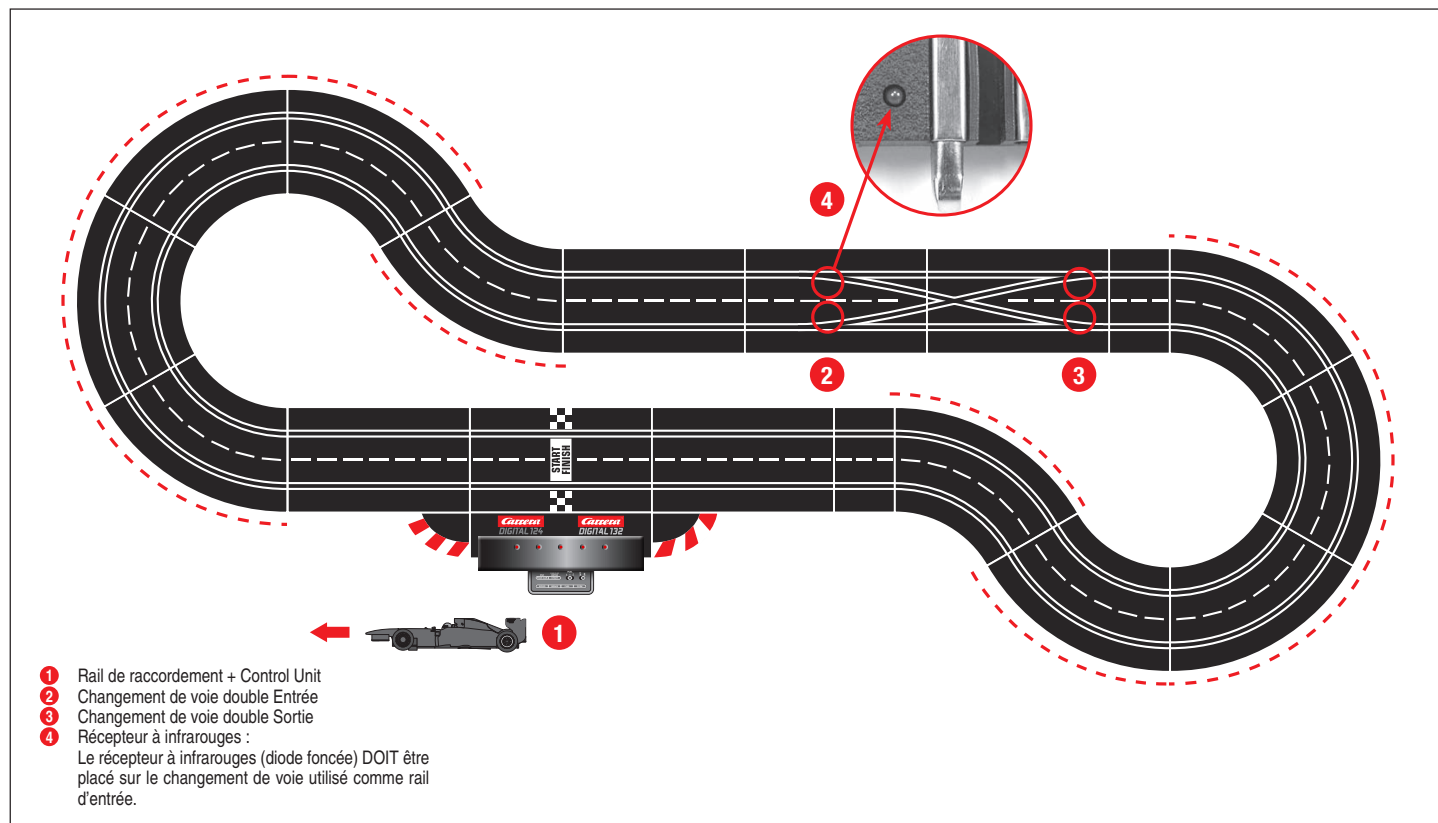 4
2
3
START
FINISH
Carrera
DIGITAL 124
Carrera
DIGITAL 132
1
1 Rail de raccordement + Control Unit
2 Changement de voie double Entrée
3 Changement de voie double Sortie
4 Récepteur à infrarouges :
Le récepteur à infrarouges (diode foncée) DOIT être
placé sur le changement de voie utilisé comme rail
d'entrée.